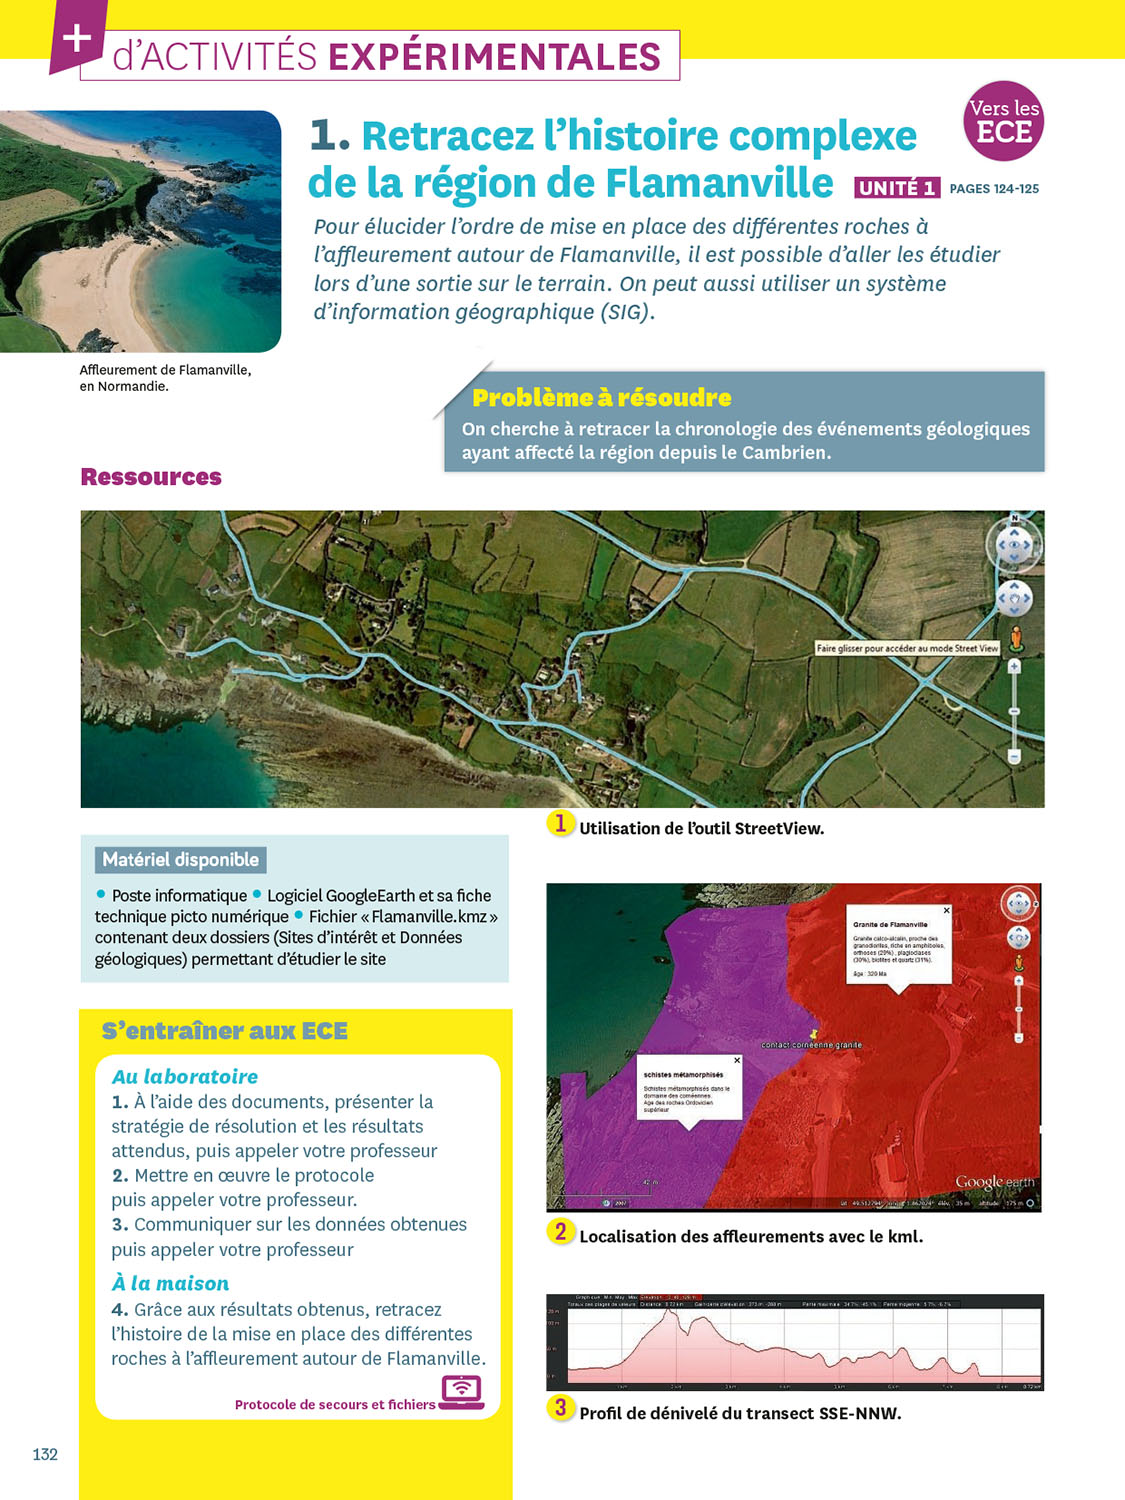 +
d'ACTIVITÉS EXPÉRIMENTALES
Vers les
ECE
1. Retracez l'histoire complexe
de la région de Flamanville UNITÉ 1 PAGES 124-125
Pour élucider l'ordre de mise en place des différentes roches à
l'affleurement autour de Flamanville, il est possible d'aller les étudier
lors d'une sortie sur le terrain. On peut aussi utiliser un système
d'information géographique (SIG).
Affleurement de Flamanville,
en Normandie.
Problème à résoudre
On cherche à retracer la chronologie des événements géologiques
ayant affecté la région depuis le Cambrien.
Ressources
N
Faire glisser pour accéder au mode Street View
1 Utilisation de l'outil StreetView.
Matériel disponible
• Poste informatique • Logiciel GoogleEarth et sa fiche
technique picto numérique • Fichier « Flamanville.kmz »
contenant deux dossiers (Sites d'intérêt et Données
géologiques) permettant d'étudier le site
Granite de Flamanville
Granite calco-alcalin, proche des
granodiorites, riche en amphiboles,
orthoses (29%), plagioclases
(30%), biotites et quartz (31%).
âge : 320 Ma
contact cornéenne granite
schistes métamorphisés
Schistes métamorphisés dans le
domaine des cornéennes.
Age des roches Ordovicien
supérieur
42 m
2007
Google earth
2 Localisation des affleurements avec le kml.
S'entraîner aux ECE
Au laboratoire
1. À l'aide des documents, présenter la
stratégie de résolution et les résultats
attendus, puis appeler votre professeur
2. Mettre en œuvre le protocole
puis appeler votre professeur.
3. Communiquer sur les données obtenues
puis appeler votre professeur
À la maison
4. Grâce aux résultats obtenus, retracez
l'histoire de la mise en place des différentes
roches à l'affleurement autour de Flamanville.
Protocole de secours et fichiers
3 Profil de dénivelé du transect SSE-NNW.
132